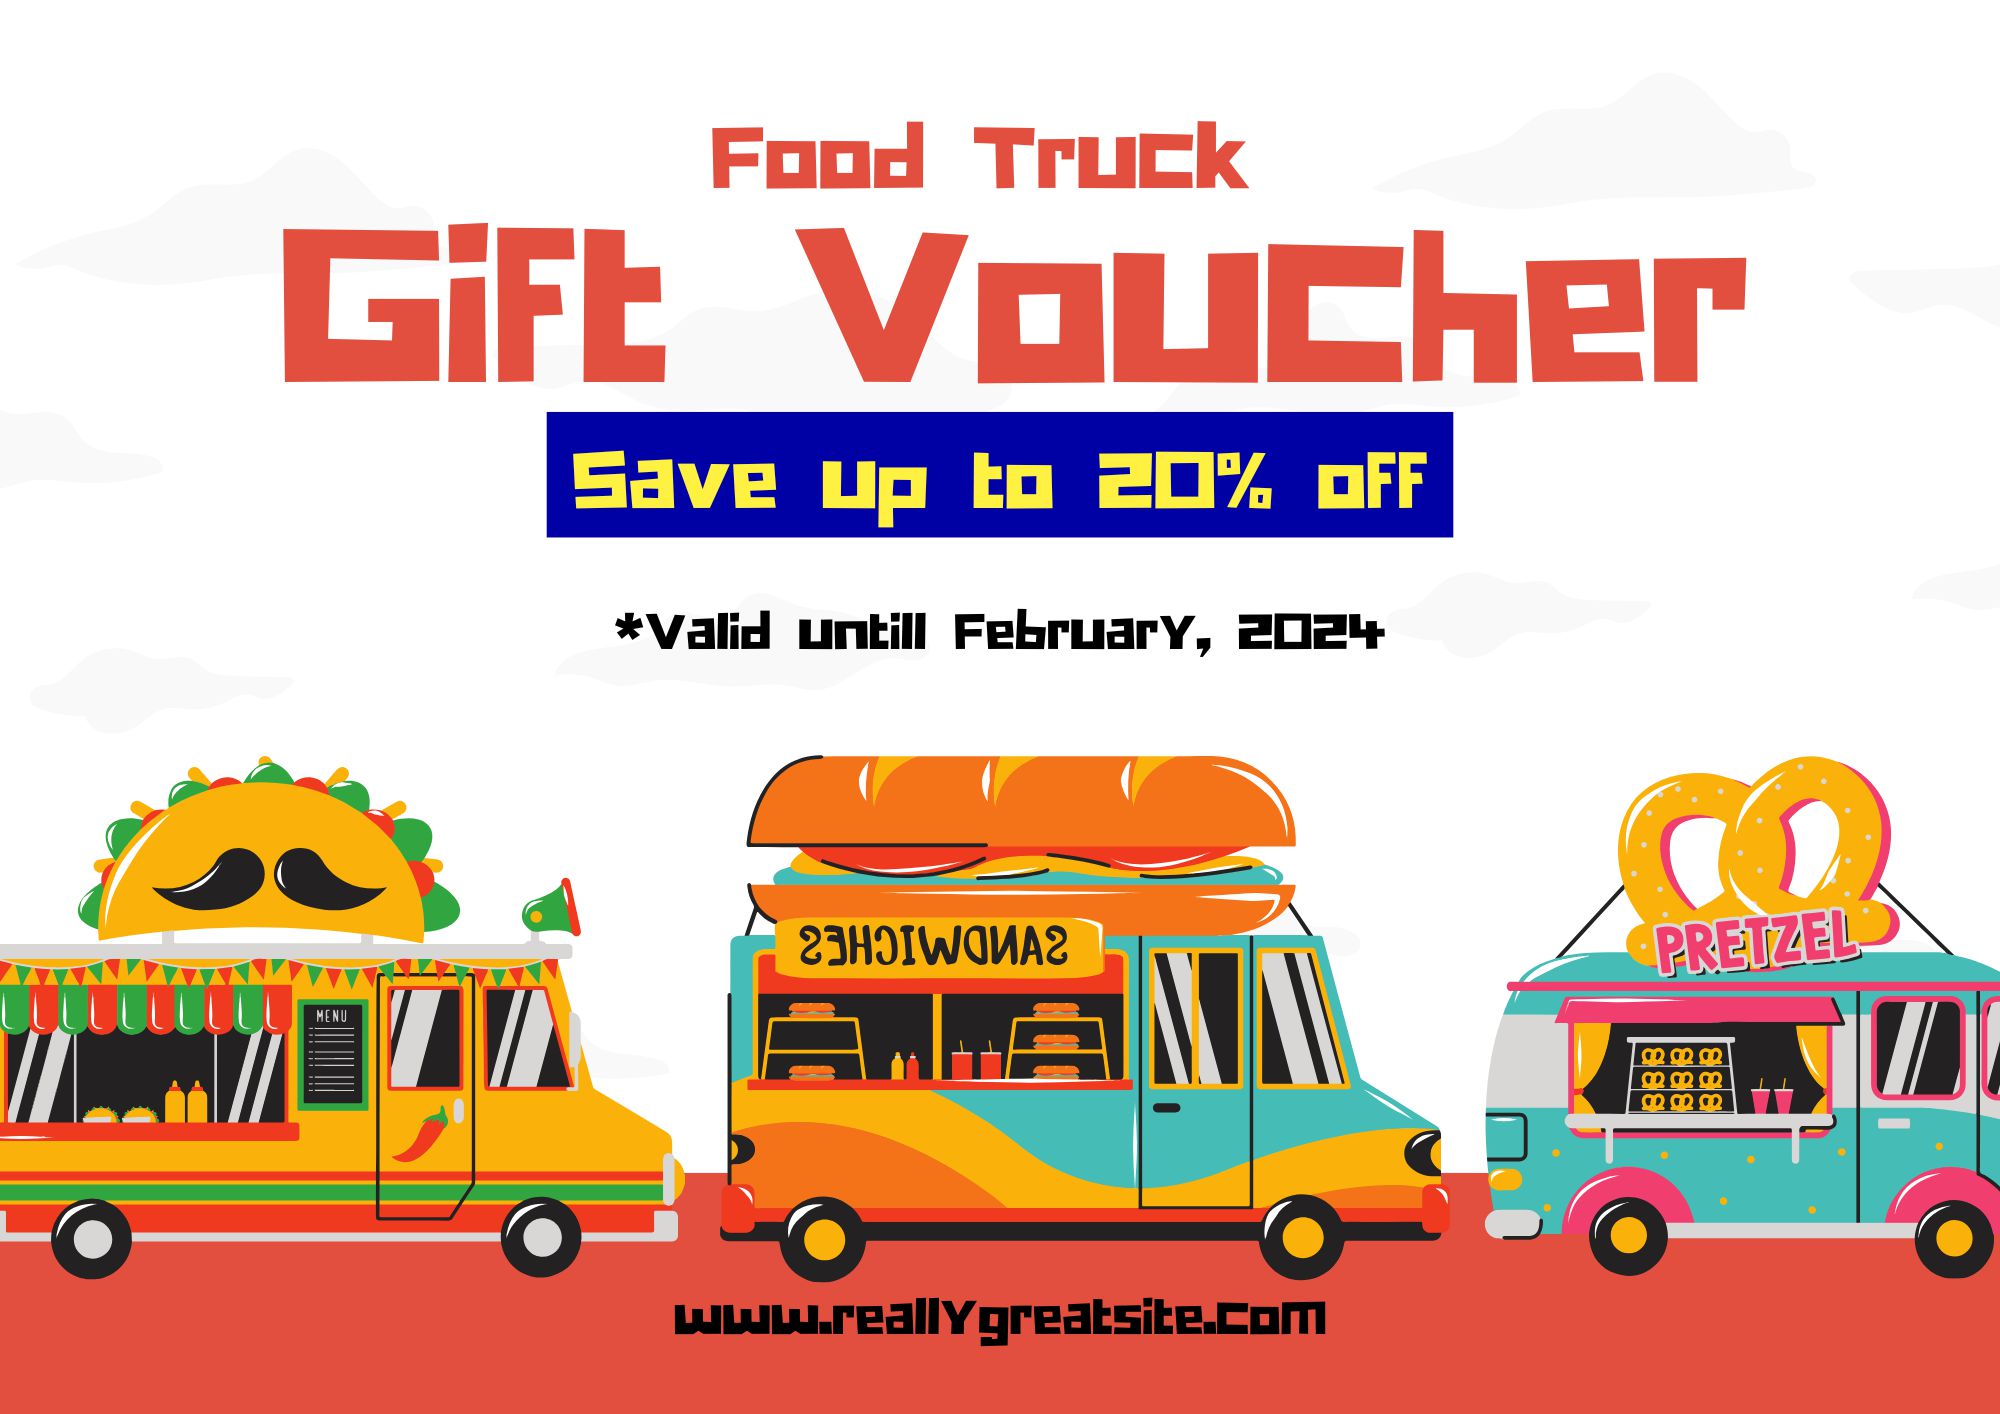 Food Truck
Gift Voucher
Save up to 20% off
*Valid untill February, 2024
SANDWICHES
PRETZEL
MENU
www.reallygreatsite.com